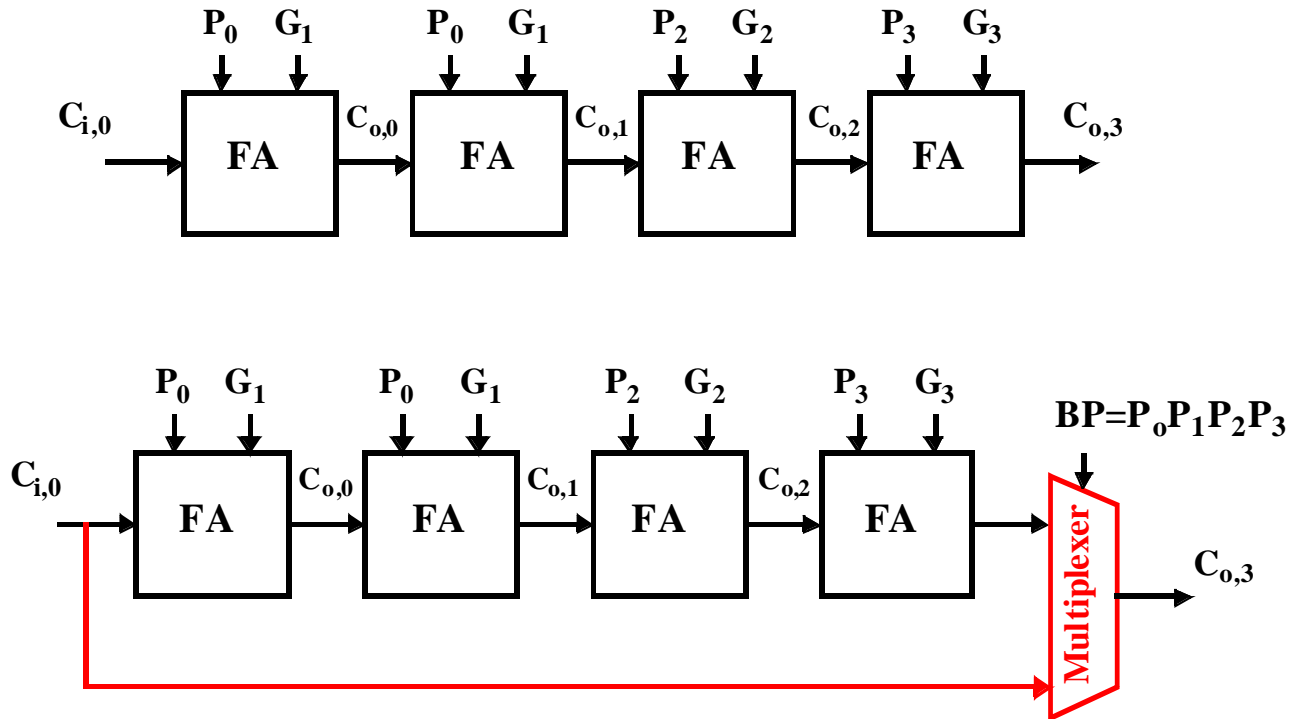 P0 G1 P0 G1 P2 G2 P3 G3
Ci,0 Co,0 Co,1 Co,2 Co,3
FA FA FA FA
P0 G1 P0 G1 P2 G2 P3 G3
BP=PoP1P2P3
Ci,0 Co,0 Co,1 Co,2
FA FA FA FA
Multiplexer
Co,3